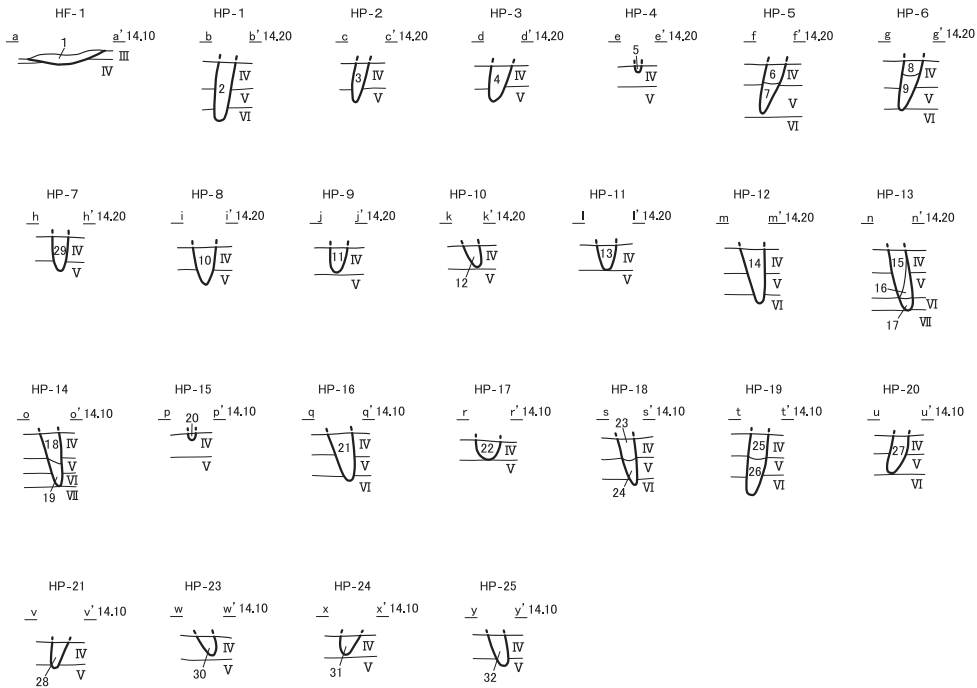 HF-1
HP-1
HP-2
HP-3
HP-4
HP-5
HP-6
a a' 14.10
b b' 14.20
c c' 14.20
d d' 14.20
e e' 14.20
f f' 14.20
g g' 14.20
1 Ⅲ Ⅳ
2 Ⅳ Ⅴ Ⅵ
3 Ⅳ Ⅴ
4 Ⅳ Ⅴ
5 Ⅳ Ⅴ
6 7 Ⅳ Ⅴ Ⅵ
8 9 Ⅳ Ⅴ Ⅵ
HP-7
HP-8
HP-9
HP-10
HP-11
HP-12
HP-13
h h' 14.20
i i' 14.20
j j' 14.20
k k' 14.20
l l' 14.20
m m' 14.20
n n' 14.20
29 Ⅳ Ⅴ
10 Ⅳ Ⅴ
11 Ⅳ Ⅴ
12 Ⅳ Ⅴ
13 Ⅳ Ⅴ
14 Ⅳ Ⅴ Ⅵ
15 16 17 Ⅳ Ⅴ Ⅵ Ⅶ
HP-14
HP-15
HP-16
HP-17
HP-18
HP-19
HP-20
o o' 14.10
p p' 14.10
q q' 14.10
r r' 14.10
s s' 14.10
t t' 14.10
u u' 14.10
18 19 Ⅳ Ⅴ Ⅵ Ⅶ
20 Ⅳ Ⅴ
21 Ⅳ Ⅴ Ⅵ
22 Ⅳ Ⅴ
23 24 Ⅳ Ⅴ Ⅵ
25 26 Ⅳ Ⅴ Ⅵ
27 Ⅳ Ⅴ Ⅵ
HP-21
HP-23
HP-24
HP-25
v v' 14.10
w w' 14.10
x x' 14.10
y y' 14.10
28 Ⅳ Ⅴ
30 Ⅳ Ⅴ
31 Ⅳ Ⅴ
32 Ⅳ Ⅴ